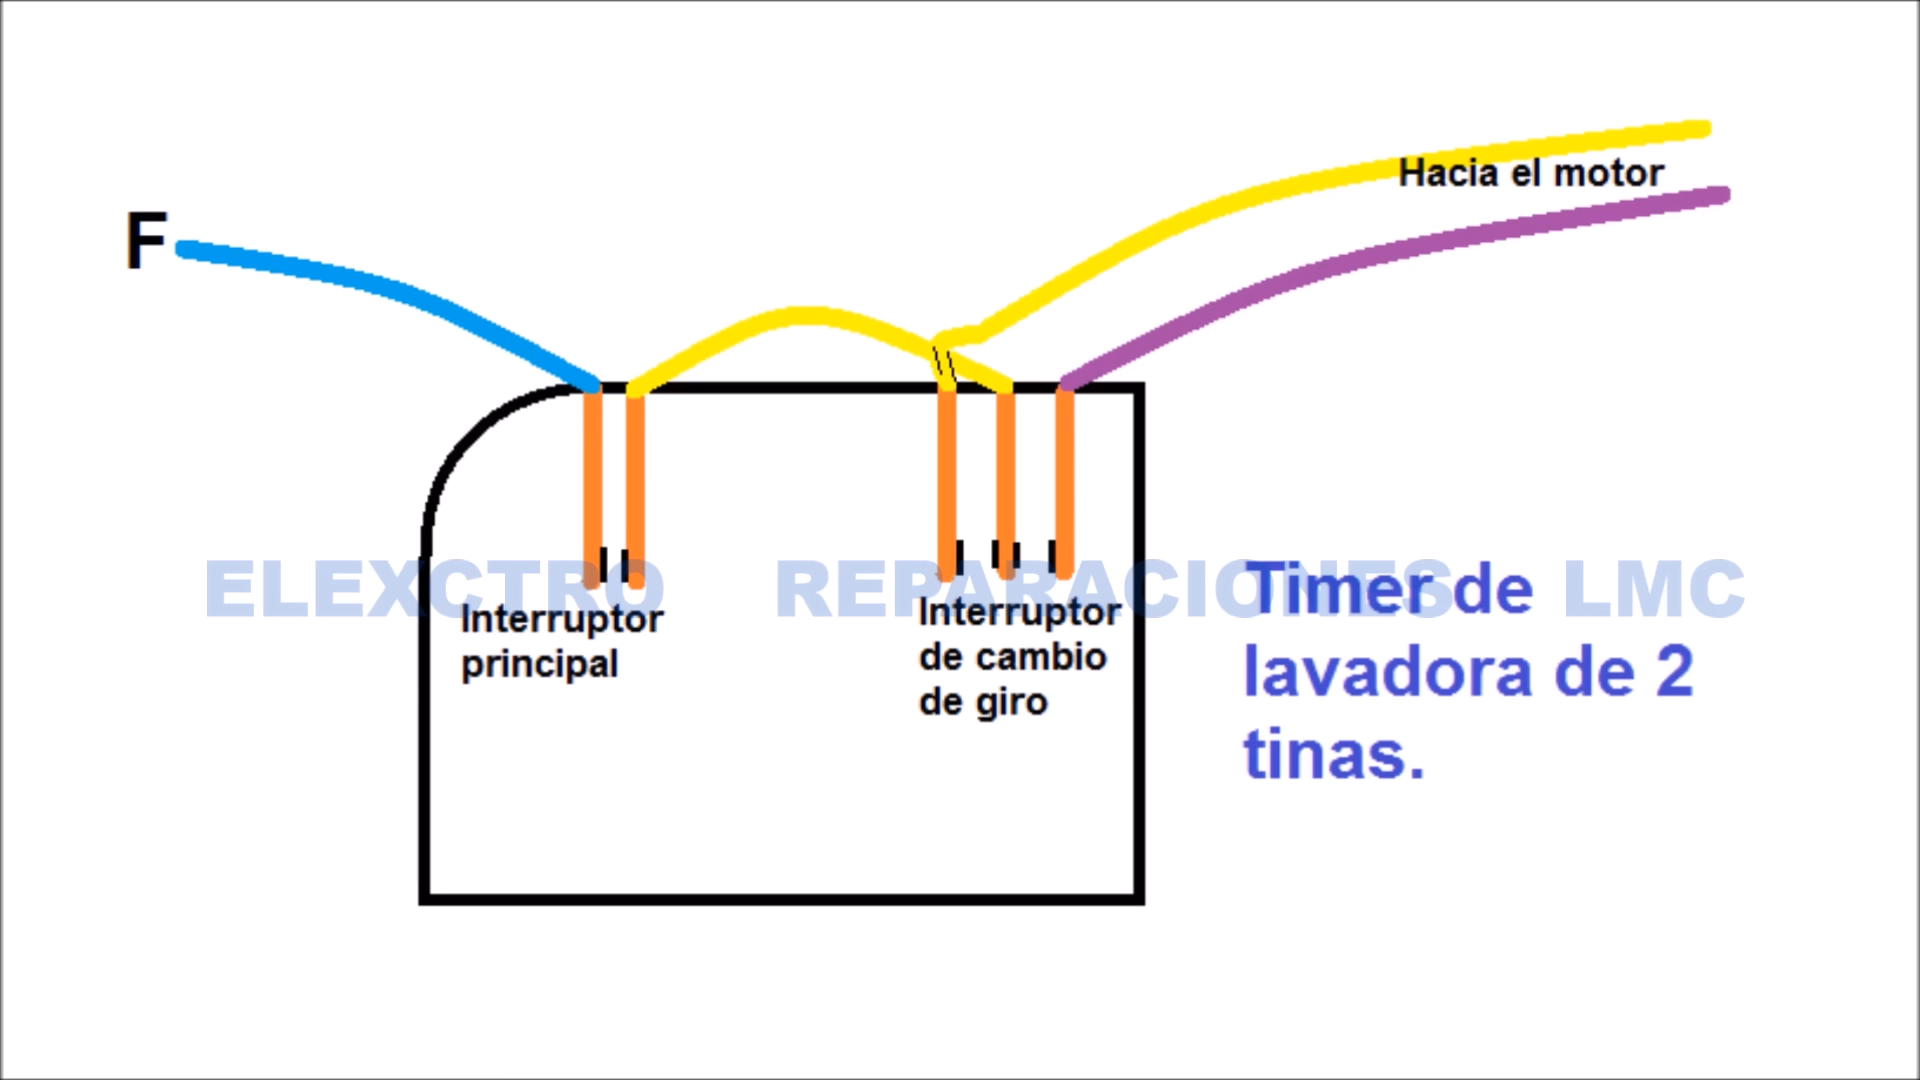 Hacia el motor
F
ELEXCTRO REPARACIONES LMC
Interruptor
principal
Interruptor
de cambio
de giro
Timer de
lavadora de 2
tinas.